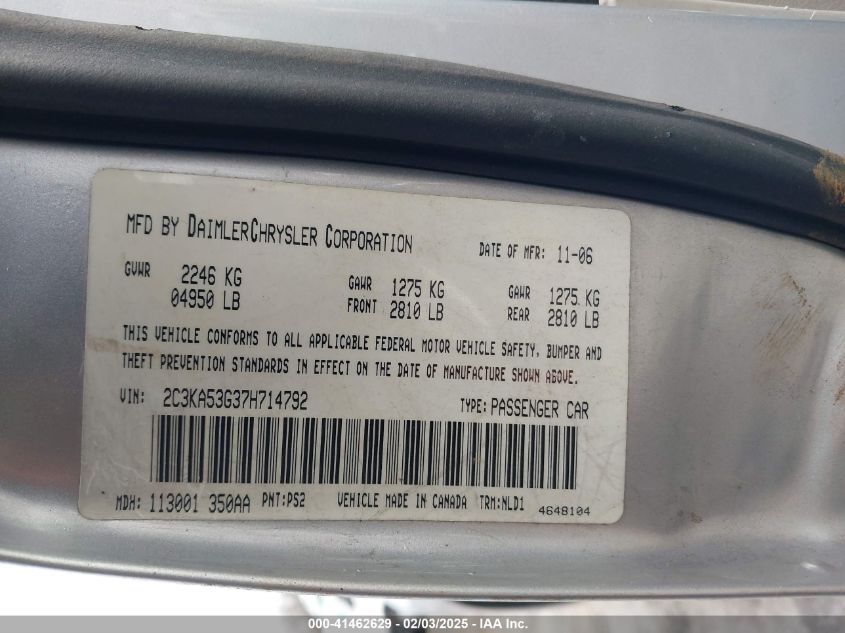 MFD BY DAIMLERCHRYSLER CORPORATION DATE OF MFR: 11-06
GVWR 2246 KG GAWR 1275 KG GAWR 1275 KG
04950 LB FRONT 2810 LB REAR 2810 LB
THIS VEHICLE CONFORMS TO ALL APPLICABLE FEDERAL MOTOR VEHICLE SAFETY, BUMPER AND
THEFT PREVENTION STANDARDS IN EFFECT ON THE DATE OF MANUFACTURE SHOWN ABOVE.
VIN: 2C3KA53G37H714792 TYPE: PASSENGER CAR
MDH: 113001 350AA PNT:PS2 VEHICLE MADE IN CANADA TRM:NLD1
4648104
000-41462629 - 02/03/2025 - IAA Inc.